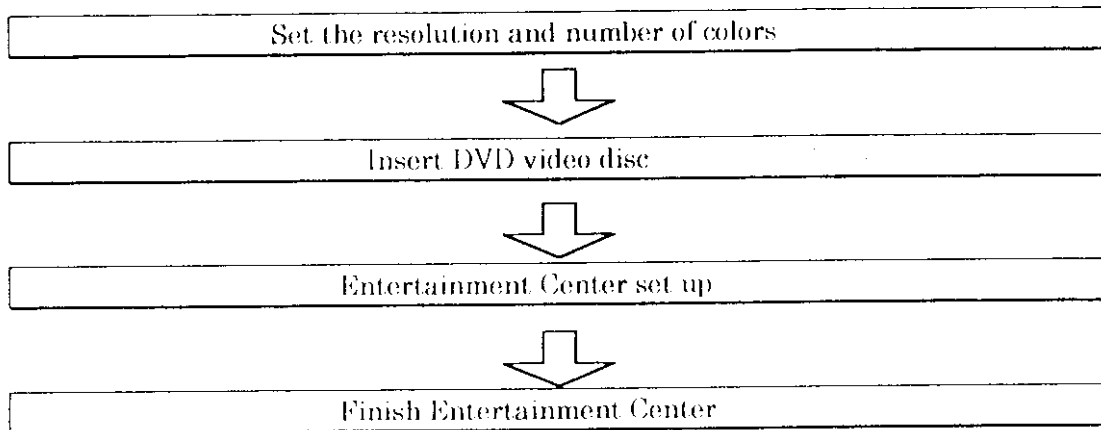 Set the resolution and number of colors
Insert DVD video disc
Entertainment Center set up
Finish Entertainment Center